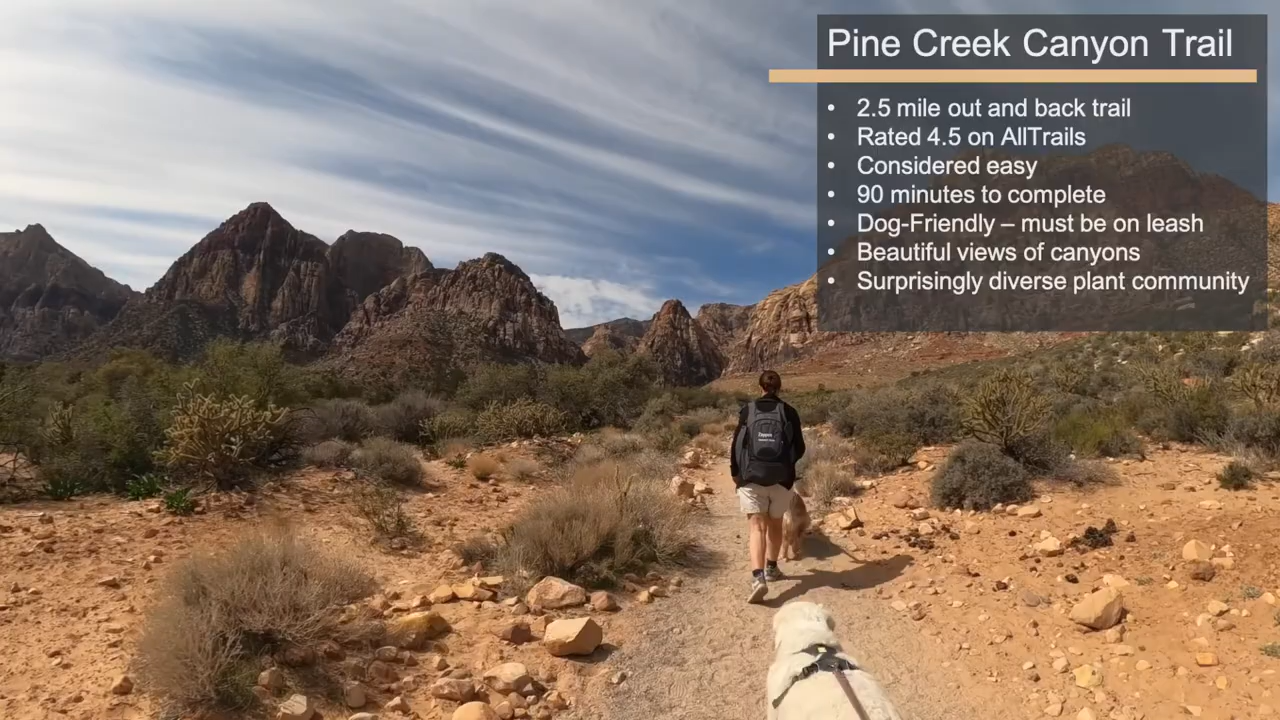 Pine Creek Canyon Trail
• 2.5 mile out and back trail
• Rated 4.5 on AllTrails
• Considered easy
• 90 minutes to complete
• Dog-Friendly – must be on leash
• Beautiful views of canyons
• Surprisingly diverse plant community